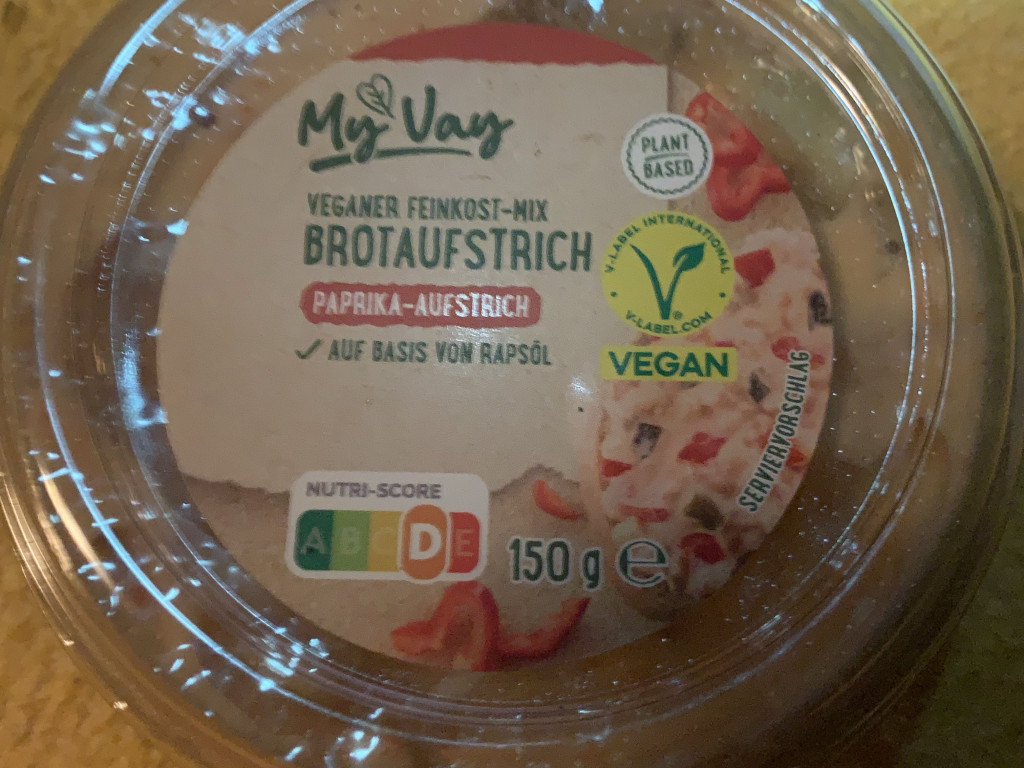 My Vay
PLANT
BASED
VEGANER FEINKOST-MIX
BROTAUFSTRICH
PAPRIKA-AUFSTRICH
AUF BASIS VON RAPSÖL
V-LABEL INTERNATIONAL
V-LABEL.COM
®
VEGAN
SERVIERVORSCHLAG
NUTRI-SCORE
A B C D E
150 g e